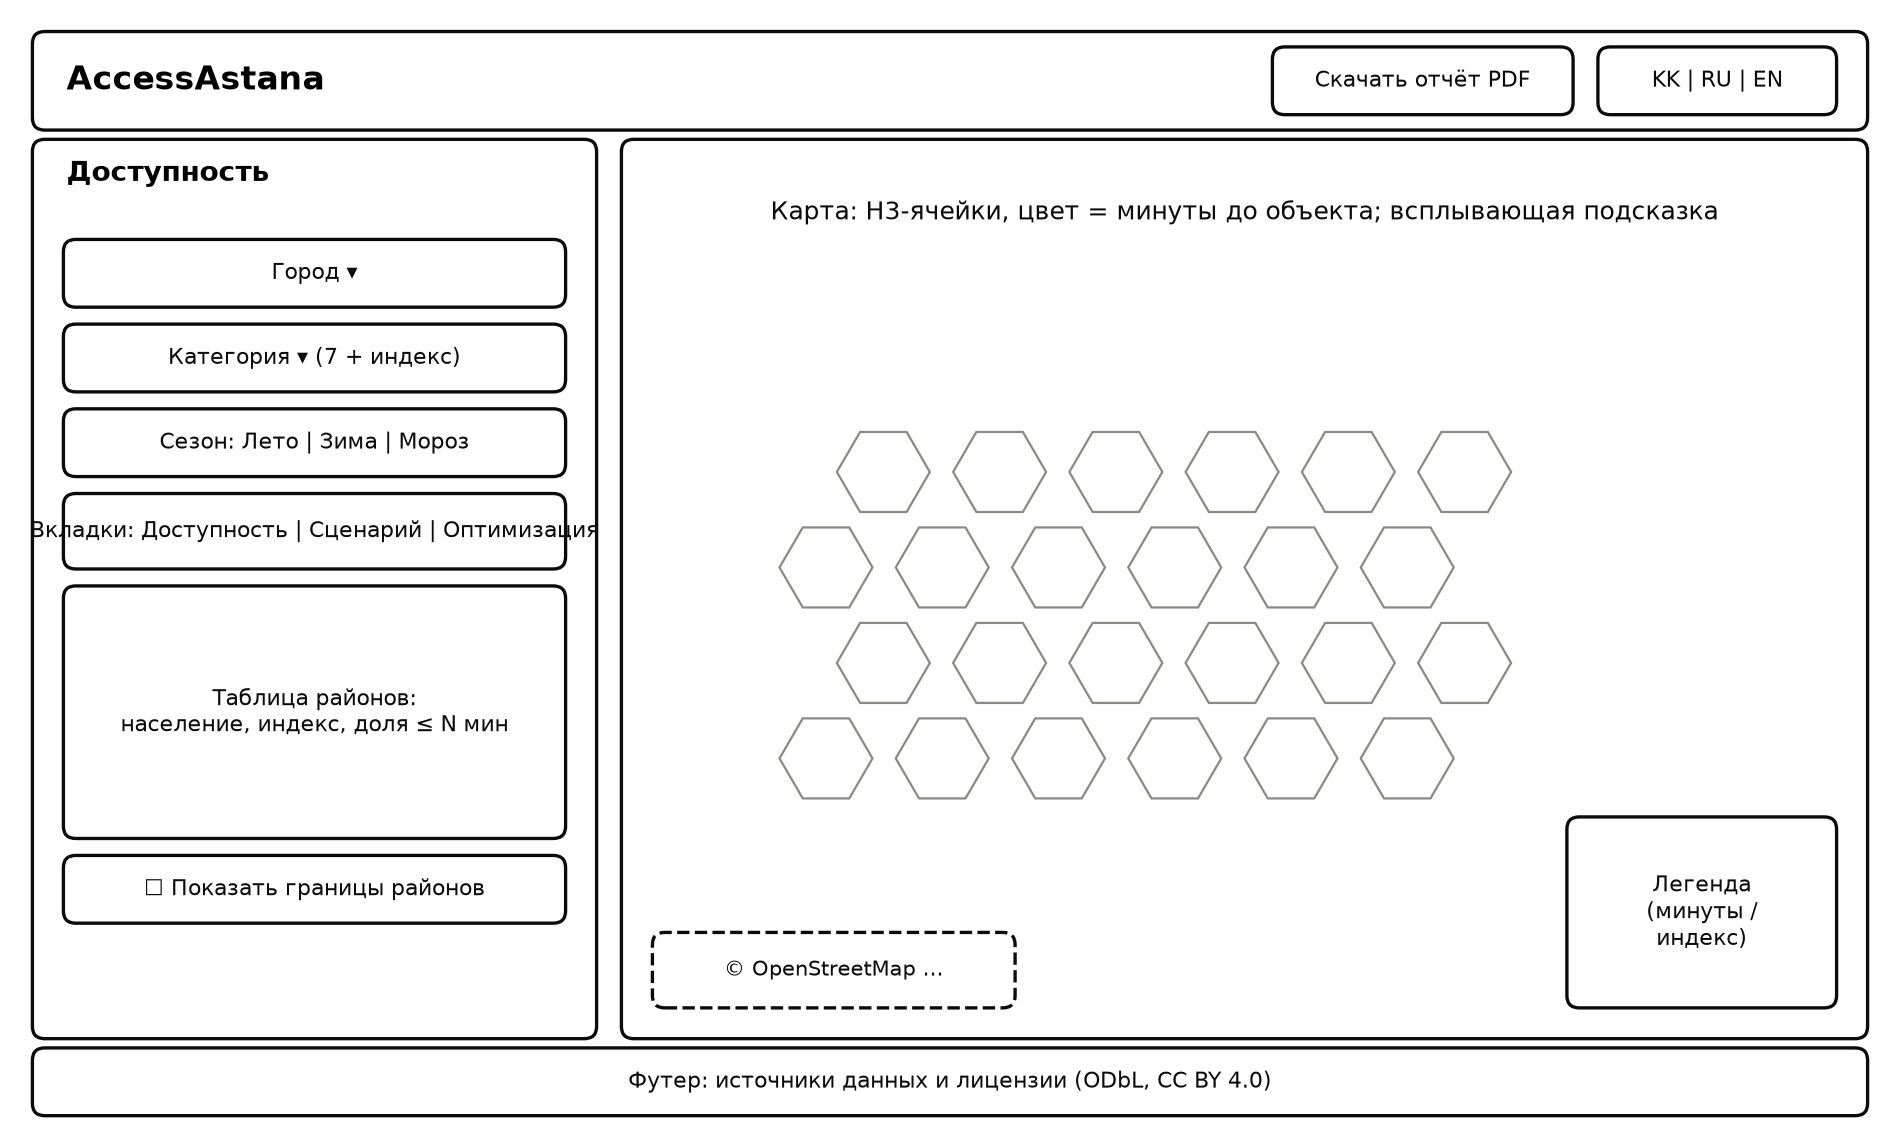 AccessAstana
Скачать отчёт PDF
KK | RU | EN
Доступность
Город ▾
Категория ▾ (7 + индекс)
Сезон: Лето | Зима | Мороз
Вкладки: Доступность | Сценарий | Оптимизация
Таблица районов:
население, индекс, доля ≤ N мин
☐ Показать границы районов
Карта: H3-ячейки, цвет = минуты до объекта; всплывающая подсказка
Легенда
(минуты /
индекс)
© OpenStreetMap ...
Футер: источники данных и лицензии (ODbL, CC BY 4.0)